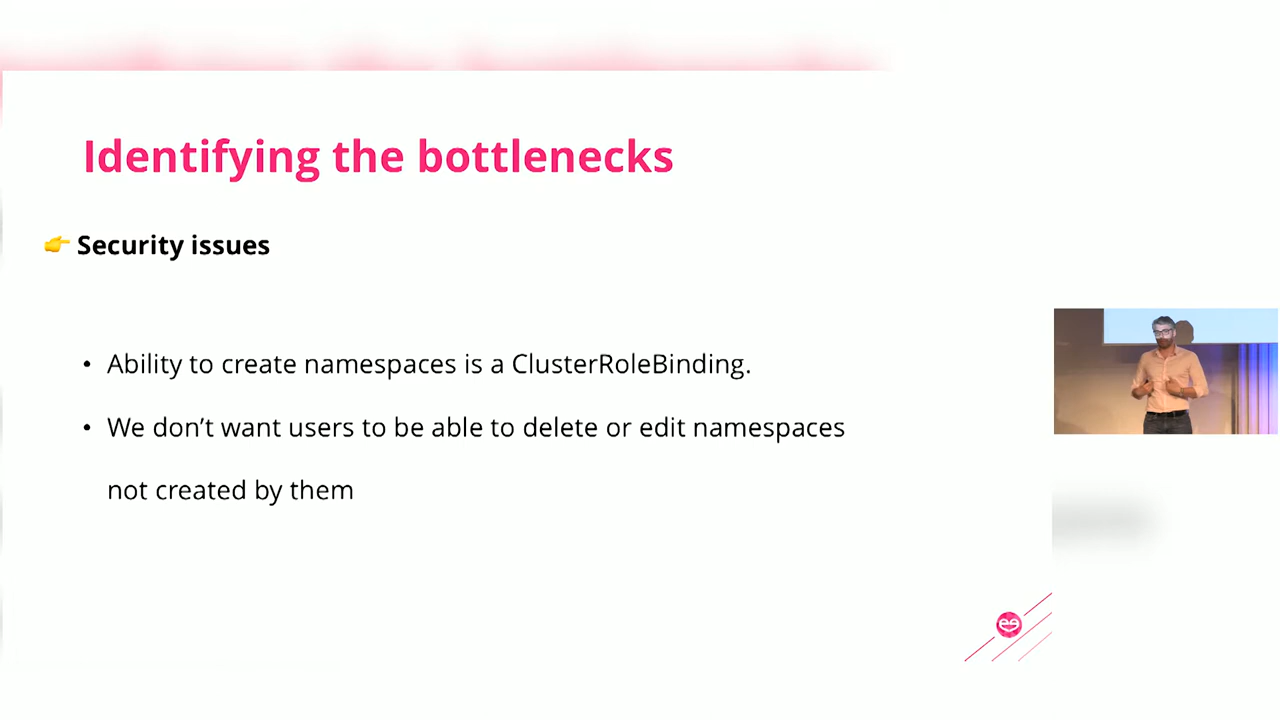 Identifying the bottlenecks
👉 Security issues
• Ability to create namespaces is a ClusterRoleBinding.
• We don’t want users to be able to delete or edit namespaces
not created by them